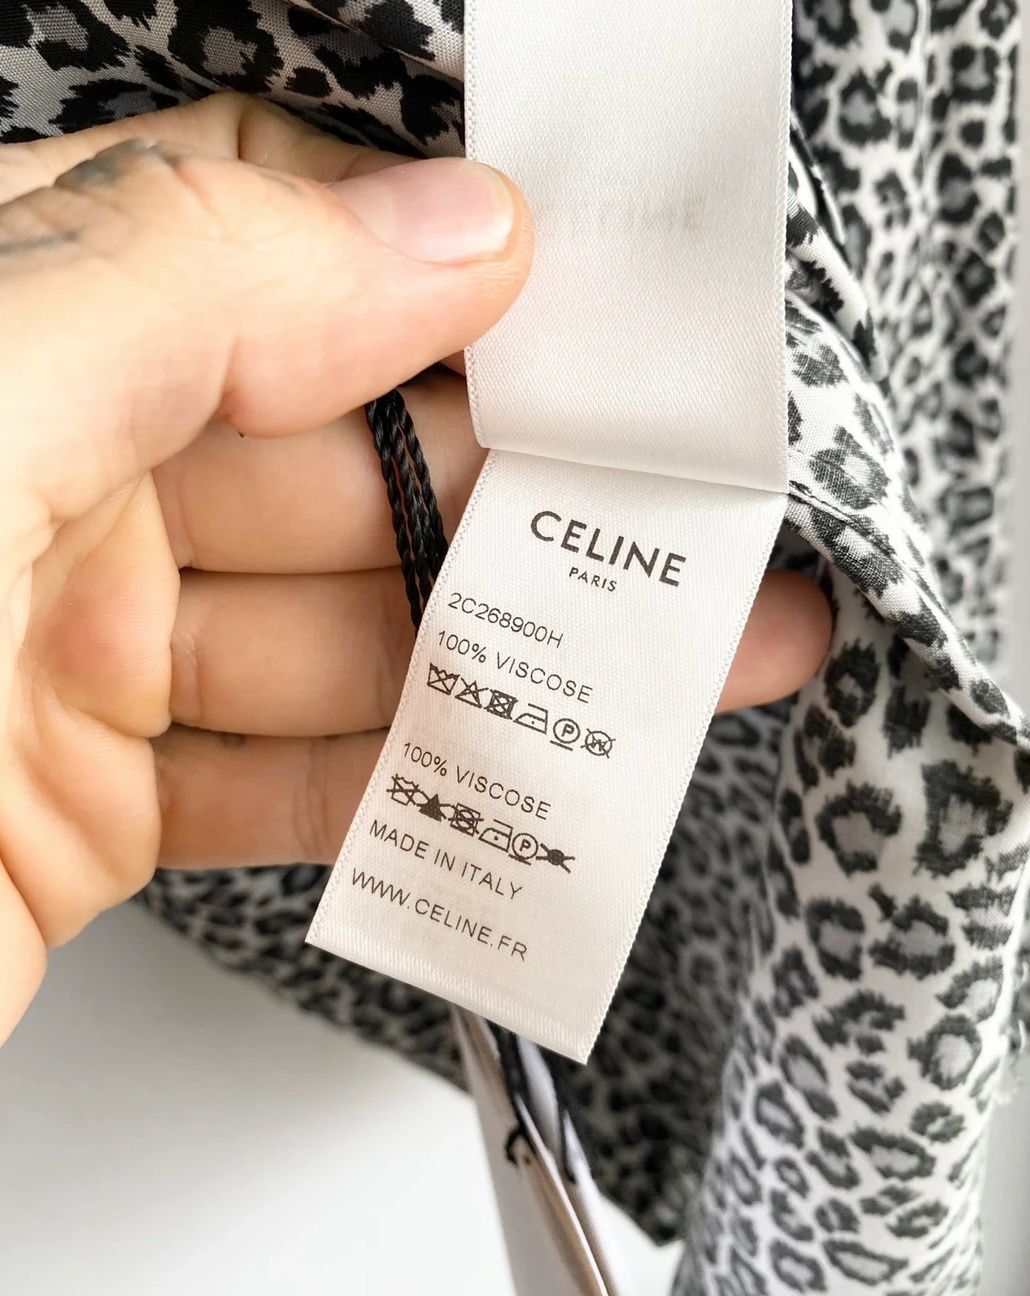 CELINE
PARIS
2C268900H
100% VISCOSE
P
100% VISCOSE
P
MADE IN ITALY
WWW.CELINE.FR